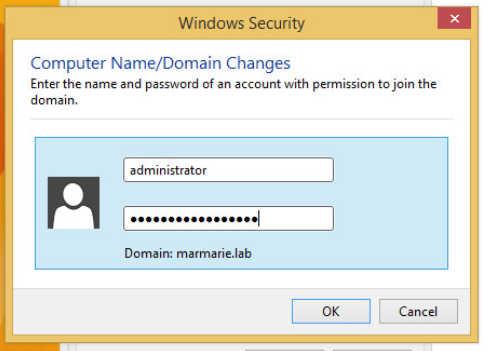 Windows Security
Computer Name/Domain Changes
Enter the name and password of an account with permission to join the
domain.
administrator
●●●●●●●●●●●●●●●●●
Domain: marmarie.lab
OK
Cancel